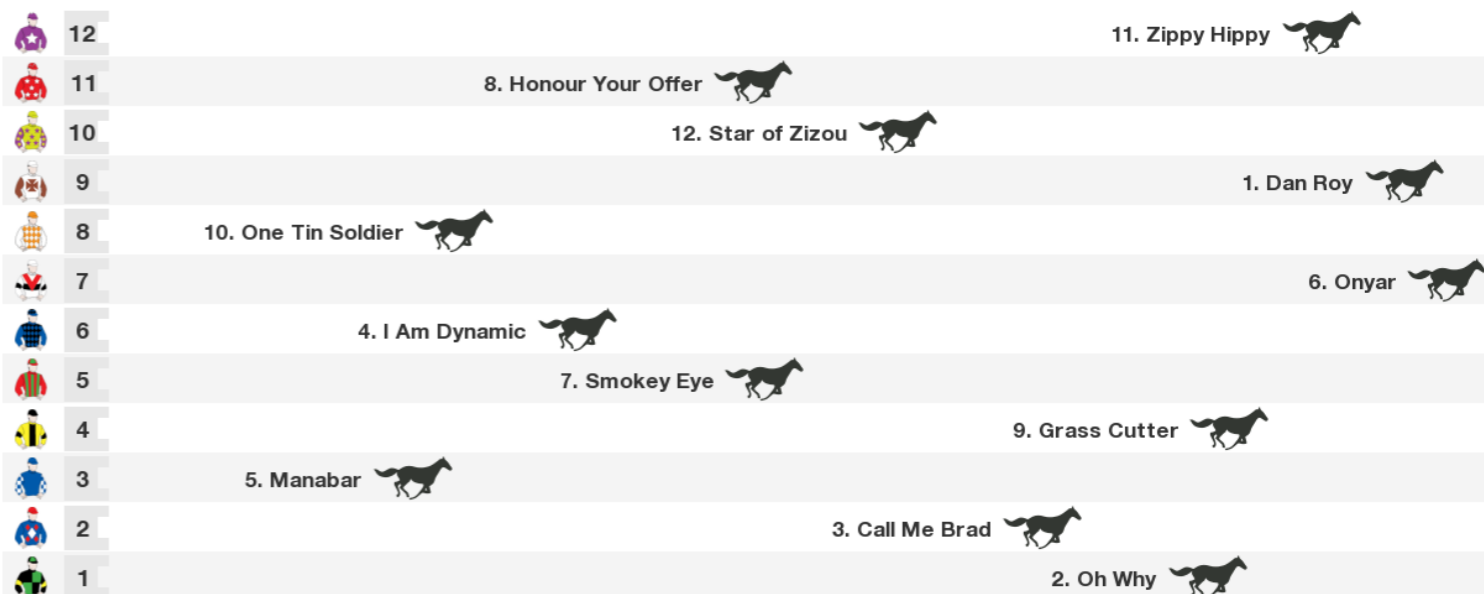 12 11. Zippy Hippy
11 8. Honour Your Offer
10 12. Star of Zizou
9 1. Dan Roy
8 10. One Tin Soldier
7 6. Onyar
6 4. I Am Dynamic
5 7. Smokey Eye
4 9. Grass Cutter
3 5. Manabar
2 3. Call Me Brad
1 2. Oh Why